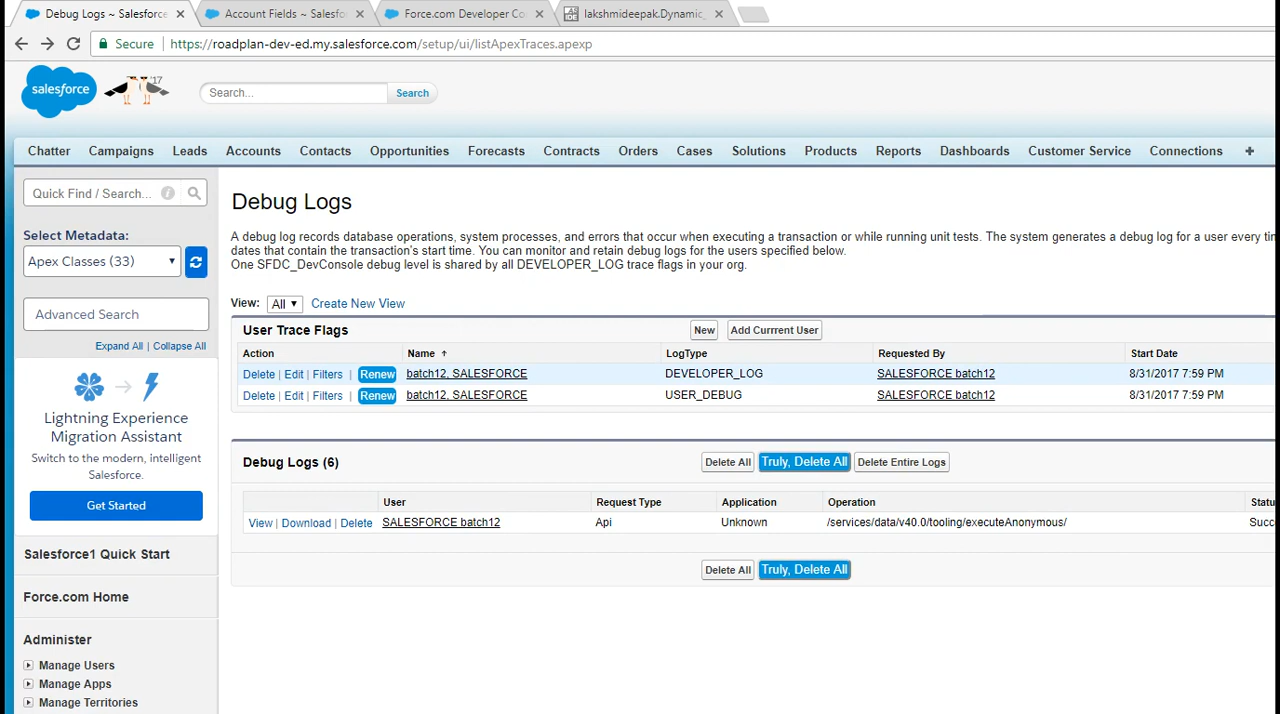 Debug Logs ~ Salesforce
Account Fields ~ Salesfo
Force.com Developer Co
lakshmideepak.Dynamic_
Secure
https://roadplan-dev-ed.my.salesforce.com/setup/ui/listApexTraces.apexp
salesforce
'17
Search...
Search
Chatter Campaigns Leads Accounts Contacts Opportunities Forecasts Contracts Orders Cases Solutions Products Reports Dashboards Customer Service Connections +
Quick Find / Search...
Select Metadata:
Apex Classes (33)
Advanced Search
Expand All | Collapse All
Lightning Experience
Migration Assistant
Switch to the modern, intelligent
Salesforce.
Get Started
Salesforce1 Quick Start
Force.com Home
Administer
Manage Users
Manage Apps
Manage Territories
Debug Logs
A debug log records database operations, system processes, and errors that occur when executing a transaction or while running unit tests. The system generates a debug log for a user every tim
dates that contain the transaction's start time. You can monitor and retain debug logs for the users specified below.
One SFDC_DevConsole debug level is shared by all DEVELOPER_LOG trace flags in your org.
View: All Create New View
User Trace Flags New Add Currrent User
Action Name LogType Requested By Start Date
Delete | Edit | Filters | Renew batch12, SALESFORCE DEVELOPER_LOG SALESFORCE batch12 8/31/2017 7:59 PM
Delete | Edit | Filters | Renew batch12, SALESFORCE USER_DEBUG SALESFORCE batch12 8/31/2017 7:59 PM
Debug Logs (6) Delete All Truly, Delete All Delete Entire Logs
User Request Type Application Operation Statu
View | Download | Delete SALESFORCE batch12 Api Unknown /services/data/v40.0/tooling/executeAnonymous/ Succ
Delete All Truly, Delete All